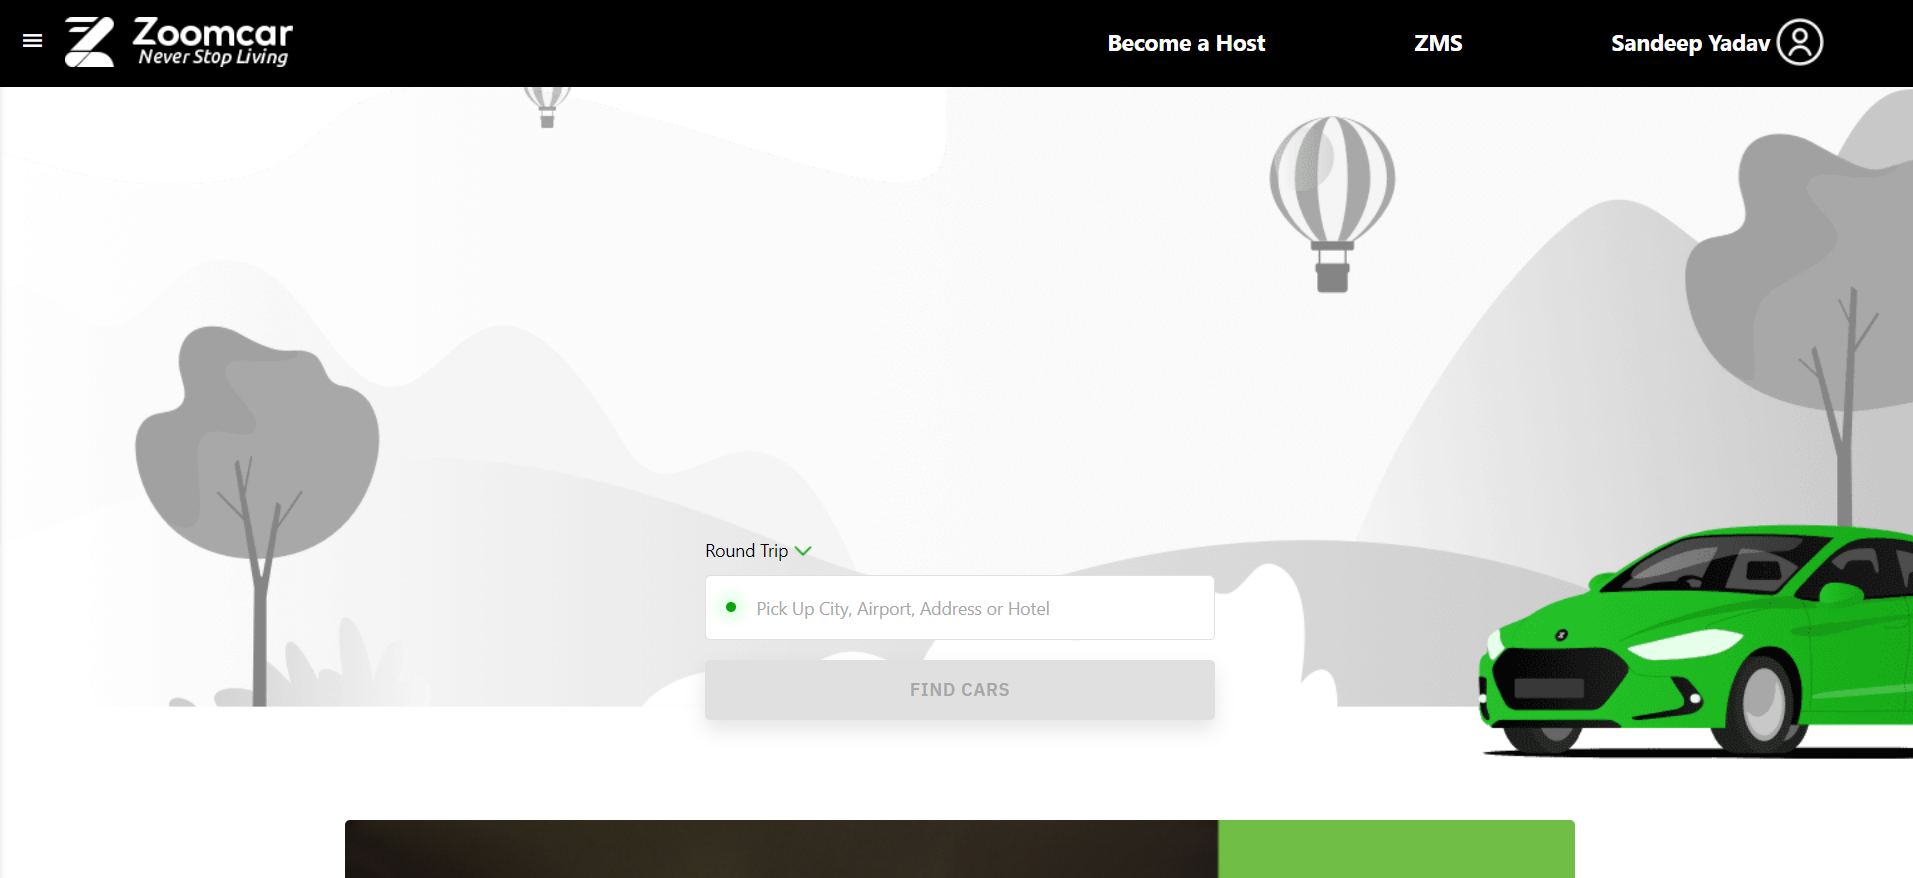 Zoomcar
Never Stop Living
Become a Host
ZMS
Sandeep Yadav
Round Trip
Pick Up City, Airport, Address or Hotel
FIND CARS